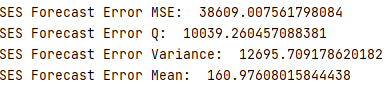 SES Forecast Error MSE:  38609.007561798084
SES Forecast Error Q:  10039.260457088381
SES Forecast Error Variance:  12695.709178620182
SES Forecast Error Mean:  160.97608015844438